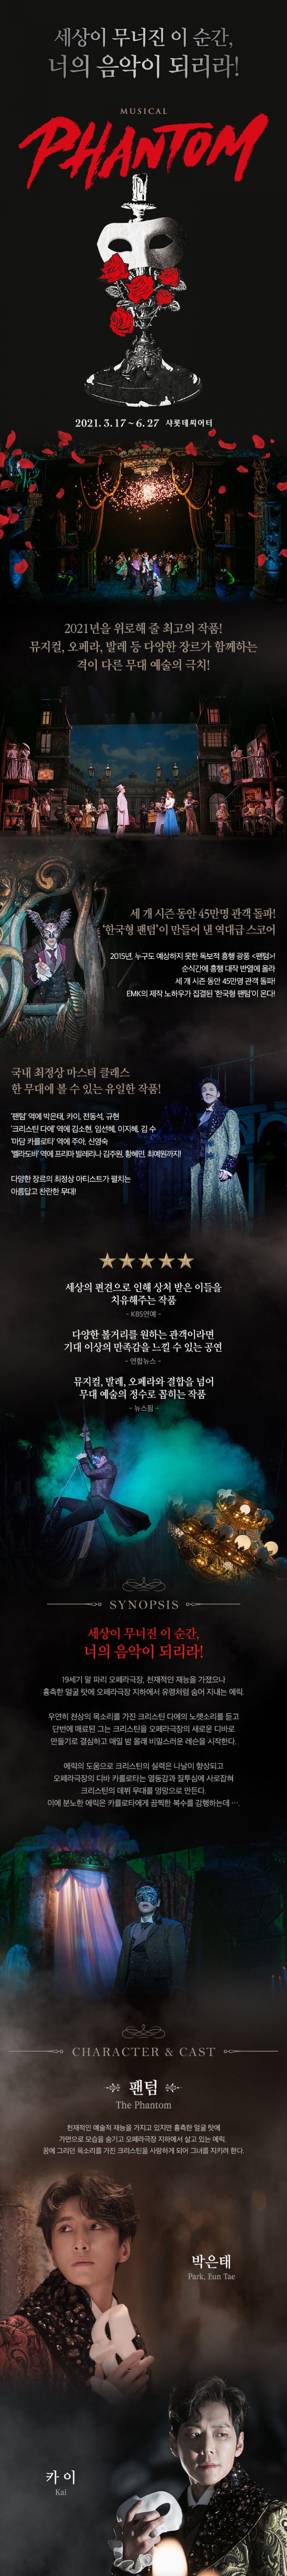 세상이 무너진 이 순간,
너의 음악이 되리라!
MUSICAL
PHANTOM
2021. 3. 17 ~ 6. 27 샤롯데씨어터
2021년을 위로해 줄 최고의 작품!
뮤지컬, 오페라, 발레 등 다양한 장르가 함께하는
격이 다른 무대 예술의 극치!
세 개 시즌 동안 45만명 관객 돌파!
'한국형 팬텀'이 만들어 낸 역대급 스코어
2015년, 누구도 예상하지 못한 독보적 흥행 광풍 <팬텀>!
순식간에 흥행 대작 반열에 올라
세 개 시즌 동안 45만명 관객 돌파!
EMK의 제작 노하우가 집결된 '한국형 팬텀'이 온다!
국내 최정상 마스터 클래스
한 무대에 볼 수 있는 유일한 작품!
'팬텀' 역에 박은태, 카이, 전동석, 규현
'크리스틴 다에' 역에 김소현, 임선혜, 이지혜, 김 수
'마담 카를로타' 역에 주아, 신영숙
'벨라도바' 역에 프리마 발레리나 김주원, 황혜민, 최예원까지!
다양한 장르의 최정상 아티스트가 펼치는
아름답고 찬란한 무대!
세상의 편견으로 인해 상처 받은 이들을
치유해주는 작품
- KBS연예 -
다양한 볼거리를 원하는 관객이라면
기대 이상의 만족감을 느낄 수 있는 공연
- 연합뉴스 -
뮤지컬, 발레, 오페라와 결합을 넘어
무대 예술의 정수로 꼽히는 작품
- 뉴스핌 -
SYNOPSIS
세상이 무너진 이 순간,
너의 음악이 되리라!
19세기 말 파리 오페라극장, 천재적인 재능을 가졌으나
흉측한 얼굴 탓에 오페라극장 지하에서 유령처럼 숨어 지내는 에릭.
우연히 천상의 목소리를 가진 크리스틴 다에의 노랫소리를 듣고
단번에 매료된 그는 크리스틴을 오페라극장의 새로운 디바로
만들기로 결심하고 매일 밤 몰래 비밀스러운 레슨을 시작한다.
에릭의 도움으로 크리스틴의 실력은 나날이 향상되고
오페라극장의 디바 카를로타는 열등감과 질투심에 사로잡혀
크리스틴의 데뷔 무대를 엉망으로 만든다.
이에 분노한 에릭은 카를로타에게 끔찍한 복수를 감행하는데 ….
CHARACTER & CAST
팬텀
The Phantom
천재적인 예술적 재능을 가지고 있지만 흉측한 얼굴 탓에
가면으로 모습을 숨기고 오페라극장 지하에서 살고 있는 에릭.
꿈에 그리던 목소리를 가진 크리스틴을 사랑하게 되어 그녀를 지키려 한다.
박은태
Park, Eun Tae
카이
Kai